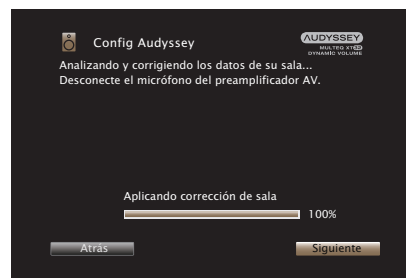 Config Audyssey
AUDYSSEY
MULTEQ XT32
DYNAMIC VOLUME
Analizando y corrigiendo los datos de su sala...
Desconecte el micrófono del preamplificador AV.
Aplicando corrección de sala
100%
Atrás
Siguiente